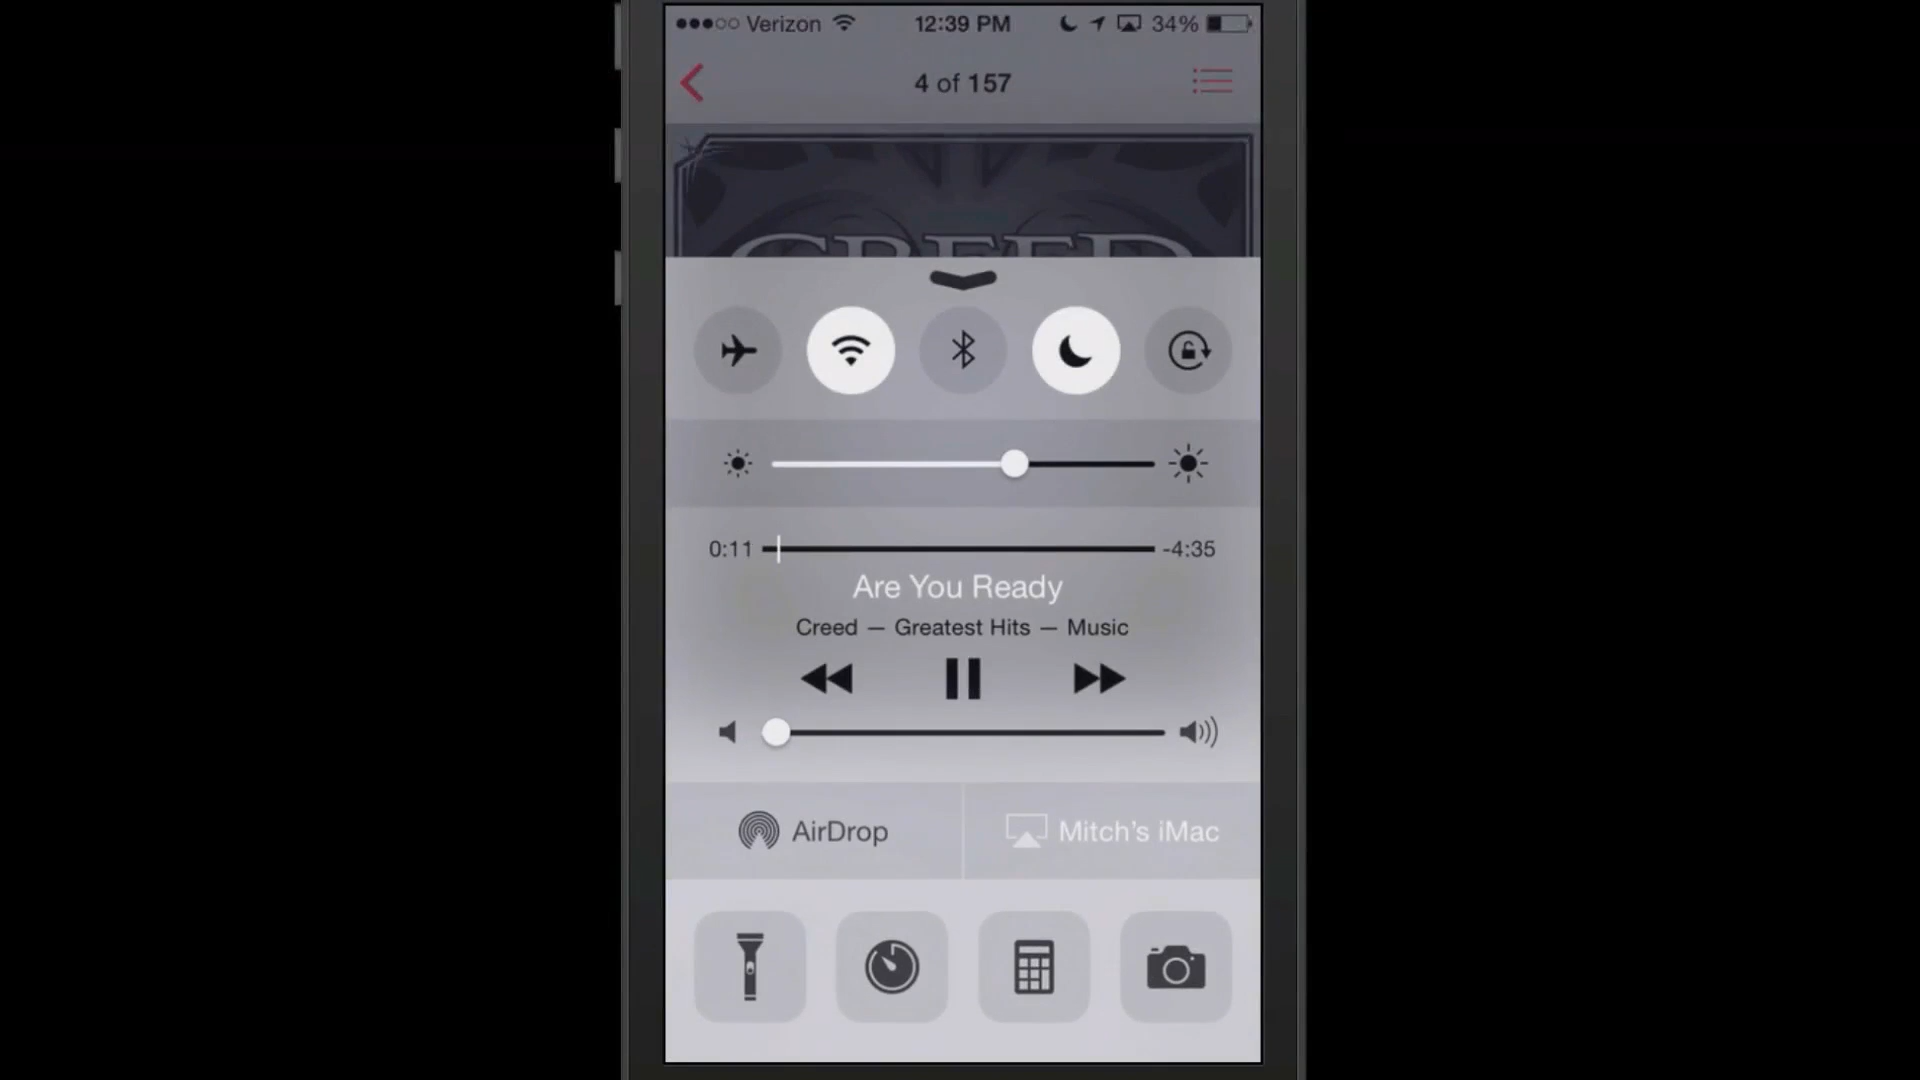 Verizon 12:39 PM 34%
4 of 157
CREED
0:11 -4:35
Are You Ready
Creed — Greatest Hits — Music
AirDrop Mitch's iMac